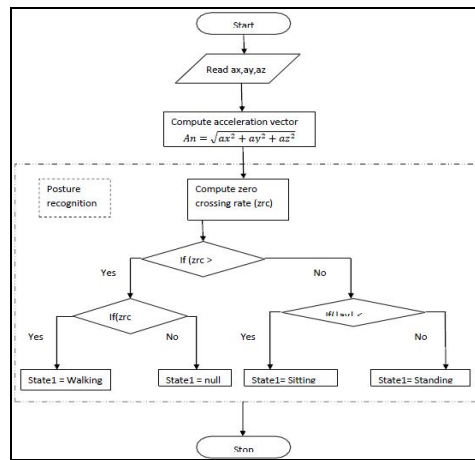 Start
Read ax,ay,az
Compute acceleration vector
An = √ax² + ay² + az²
Posture
recognition
Compute zero
crossing rate (zrc)
If (zrc >
Yes
No
If(zrc
If(|ay| <
Yes
No
Yes
No
State1 = Walking
State1 = null
State1= Sitting
State1= Standing
Stop